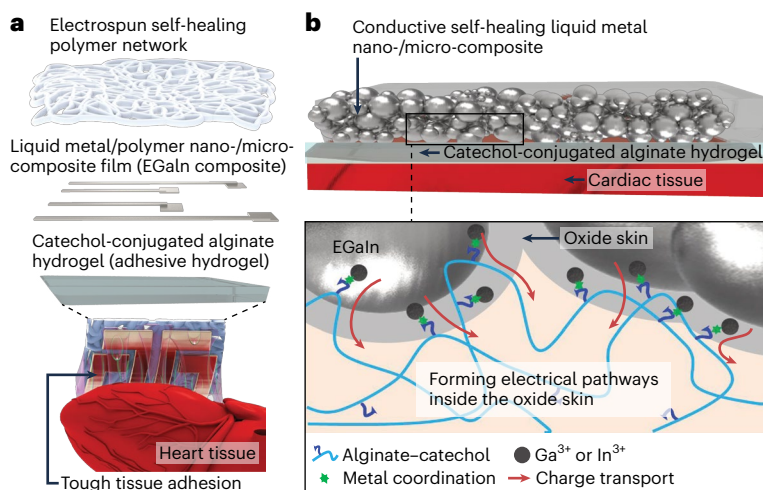 a
Electrospun self-healing
polymer network
Liquid metal/polymer nano-/micro-
composite film (EGaIn composite)
Catechol-conjugated alginate
hydrogel (adhesive hydrogel)
Heart tissue
Tough tissue adhesion
b
Conductive self-healing liquid metal
nano-/micro-composite
Catechol-conjugated alginate hydrogel
Cardiac tissue
EGaIn
Oxide skin
Forming electrical pathways
inside the oxide skin
Alginate–catechol
Ga³⁺ or In³⁺
Metal coordination
Charge transport